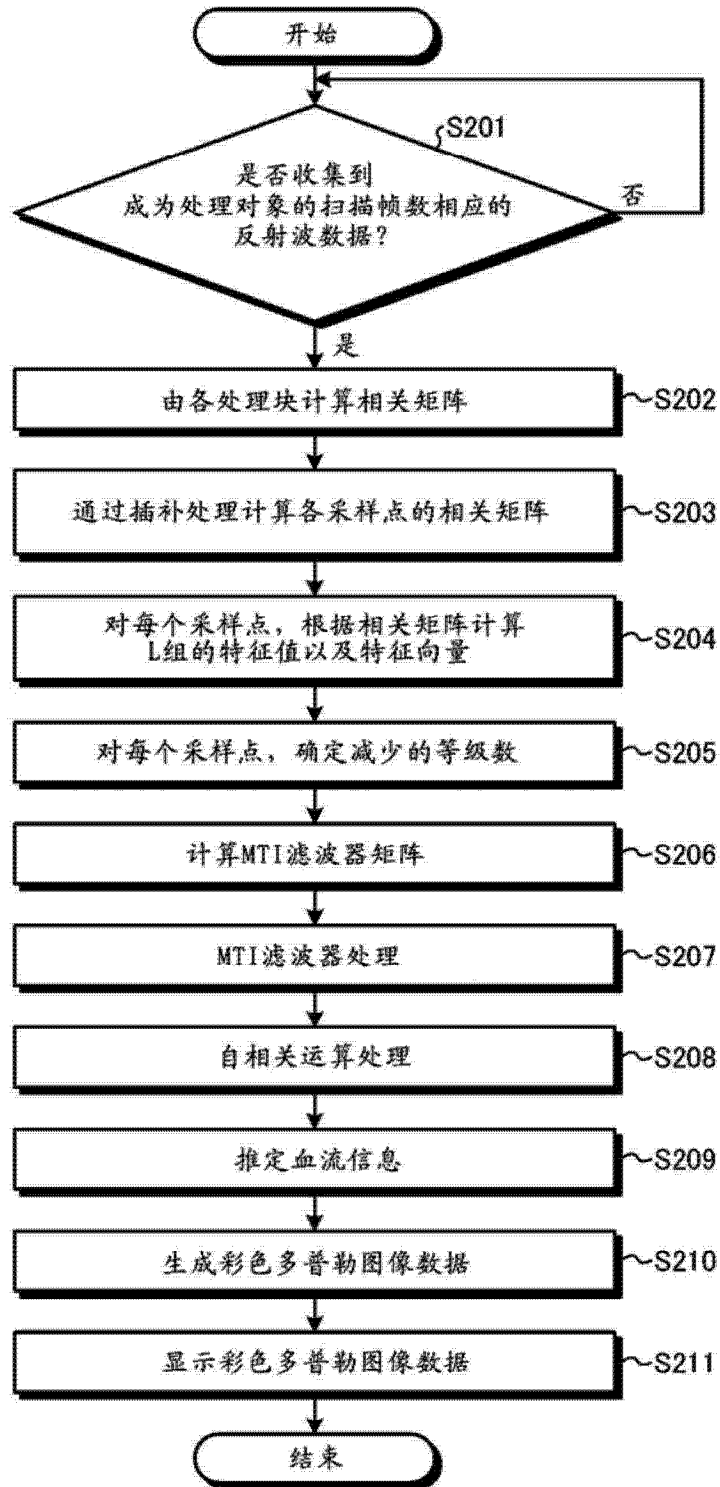 开始
S201
是否收集到
成为处理对象的扫描帧数相应的
反射波数据？
否
是
由各处理块计算相关矩阵
S202
通过插补处理计算各采样点的相关矩阵
S203
对每个采样点，根据相关矩阵计算
L组的特征值以及特征向量
S204
对每个采样点，确定减少的等级数
S205
计算MTI滤波器矩阵
S206
MTI滤波器处理
S207
自相关运算处理
S208
推定血流信息
S209
生成彩色多普勒图像数据
S210
显示彩色多普勒图像数据
S211
结束